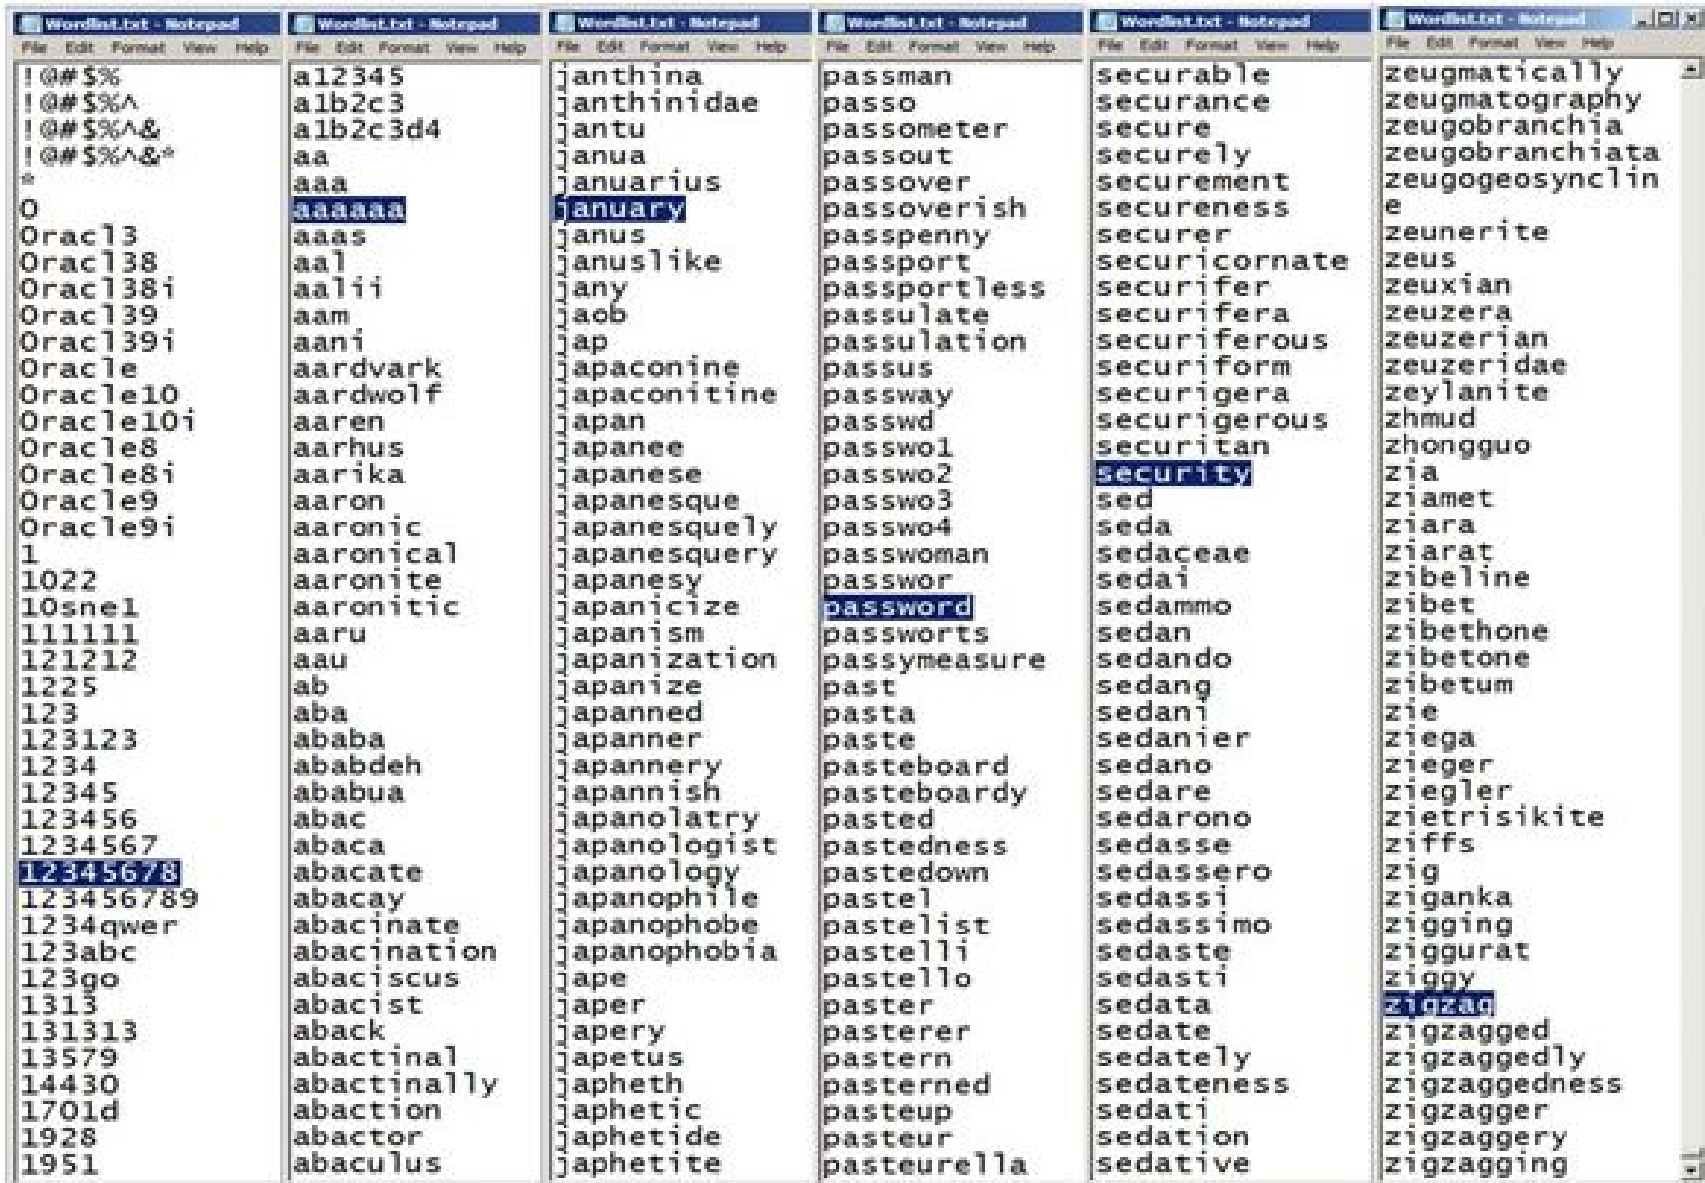 Wordlist.txt - Notepad
File Edit Format View Help
!@#$%
!@#$%^
!@#$%^&
!@#$%^&*
*
0
0racl3
0racl38
0racl38i
0racl39
0racl39i
0racle
0racle10
0racle10i
0racle8
0racle8i
0racle9
0racle9i
1
1022
10sne1
111111
121212
1225
123
123123
1234
12345
123456
1234567
12345678
123456789
1234qwer
123abc
123go
1313
131313
13579
14430
1701d
1928
1951
Wordlist.txt - Notepad
File Edit Format View Help
a12345
a1b2c3
a1b2c3d4
aa
aaa
aaaaaa
aaas
aal
aalii
aam
aani
aardvark
aardwolf
aaren
aarhus
aarika
aaron
aaronic
aaronical
aaronite
aaronitic
aaru
aau
ab
aba
ababa
ababdeh
ababua
abac
abaca
abacate
abacay
abacinate
abacination
abaciscus
abacist
aback
abactinal
abactinally
abaction
abactor
abaculus
Wordlist.txt - Notepad
File Edit Format View Help
janthina
janthinidae
jantu
janua
januarius
january
janus
januslike
jany
jaob
jap
japaconine
japaconitine
japan
japanee
japanese
japanesque
japanesquely
japanesquery
japanesy
japanicize
japanism
japanization
japanize
japanned
japanner
japannery
japannish
japanolatry
japanologist
japanology
japanophile
japanophobe
japanophobia
jape
japer
japery
japetus
japheth
japhetic
japhetide
japhetite
Wordlist.txt - Notepad
File Edit Format View Help
passman
passo
passometer
passout
passover
passoverish
passpenny
passport
passportless
passulate
passulation
passus
passway
passwd
passwo1
passwo2
passwo3
passwo4
passwoman
passwor
password
passworts
passymeasure
past
pasta
paste
pasteboard
pasteboardy
pasted
pastedness
pastedown
pastel
pastelist
pastelli
pastello
paster
pasterer
pastern
pasterned
pasteup
pasteur
pasteurella
Wordlist.txt - Notepad
File Edit Format View Help
securable
securance
secure
securely
securement
secureness
securer
securicornate
securifer
securifera
securiferous
securiform
securigera
securigerous
securitan
security
sed
seda
sedaceae
sedai
sedammo
sedan
sedando
sedang
sedani
sedanier
sedano
sedare
sedarono
sedasse
sedassero
sedassi
sedassimo
sedaste
sedasti
sedata
sedate
sedately
sedateness
sedati
sedation
sedative
Wordlist.txt - Notepad
File Edit Format View Help
zeugmatically
zeugmatography
zeugobranchia
zeugobranchiata
zeugogeosynclin
e
zeunerite
zeus
zeuxian
zeuzera
zeuzerian
zeuzeridae
zeylanite
zhmud
zhongguo
zia
ziamet
ziara
ziarat
zibeline
zibet
zibethone
zibetone
zibetum
zie
ziega
zieger
ziegler
zietrisikite
ziffs
zig
ziganka
zigging
ziggurat
ziggy
zigzag
zigzagged
zigzaggedly
zigzaggedness
zigzagger
zigzaggery
zigzagging